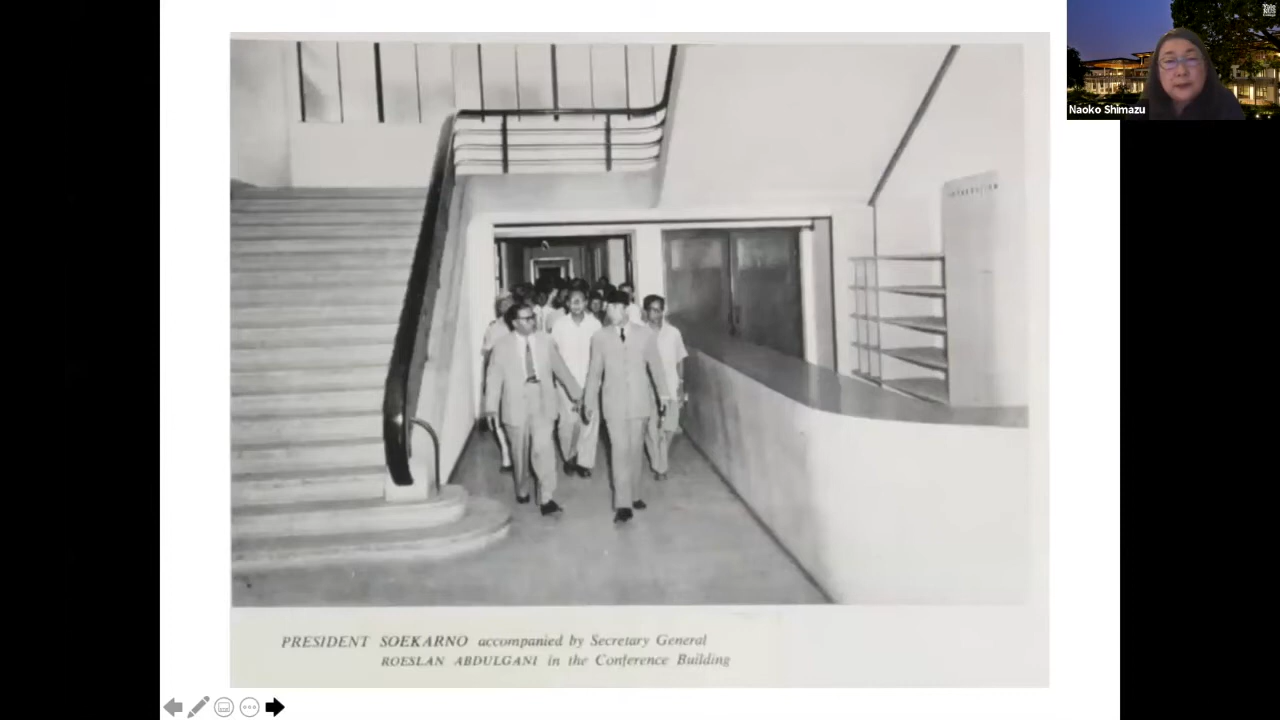 Naoko Shimazu
PRESIDENT SOEKARNO accompanied by Secretary General
ROESLAN ABDULGANI in the Conference Building